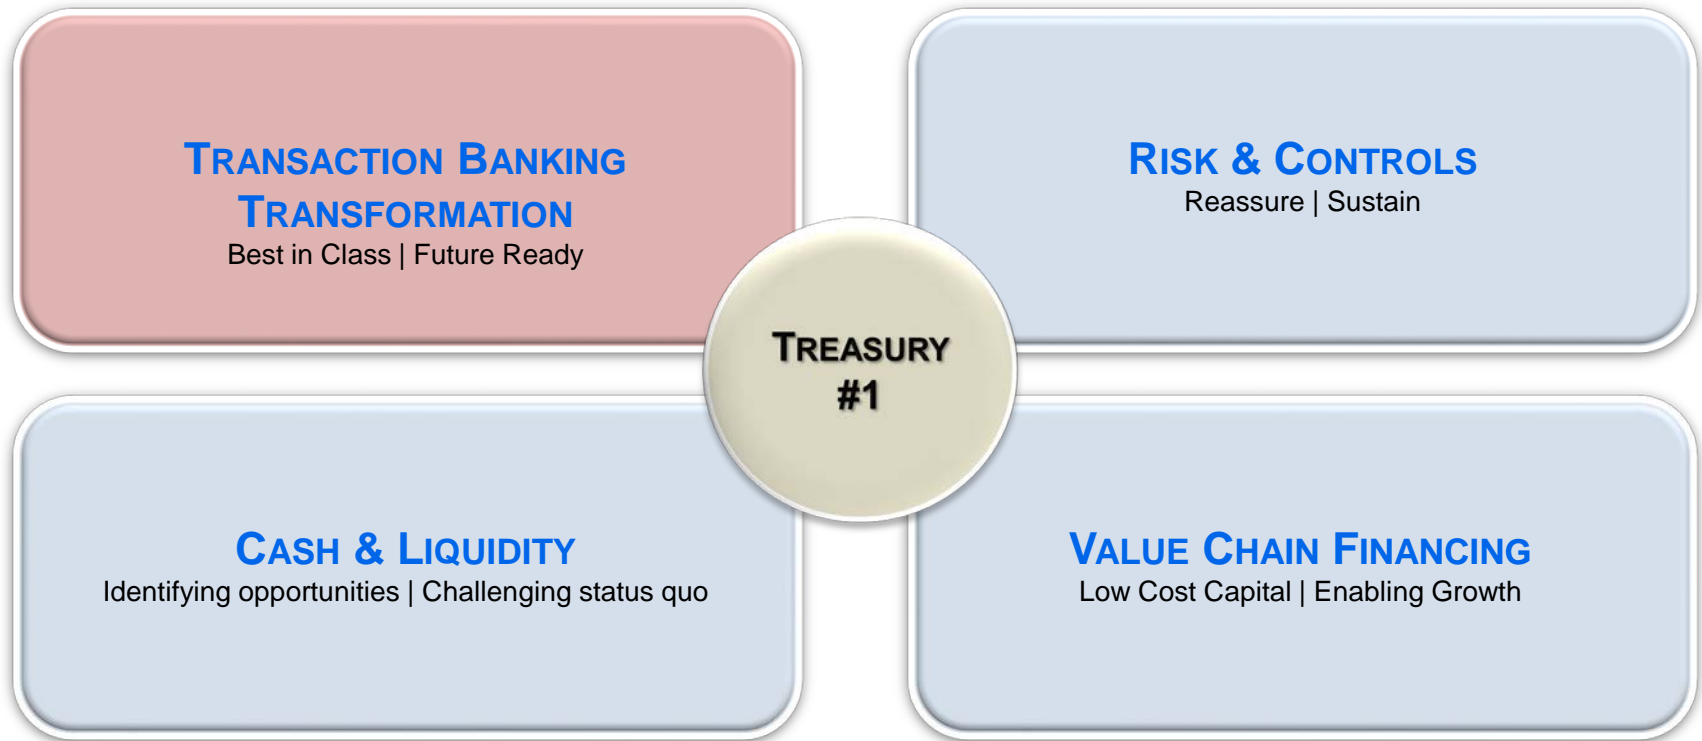 TRANSACTION BANKING
TRANSFORMATION
Best in Class | Future Ready
RISK & CONTROLS
Reassure | Sustain
TREASURY
#1
CASH & LIQUIDITY
Identifying opportunities | Challenging status quo
VALUE CHAIN FINANCING
Low Cost Capital | Enabling Growth